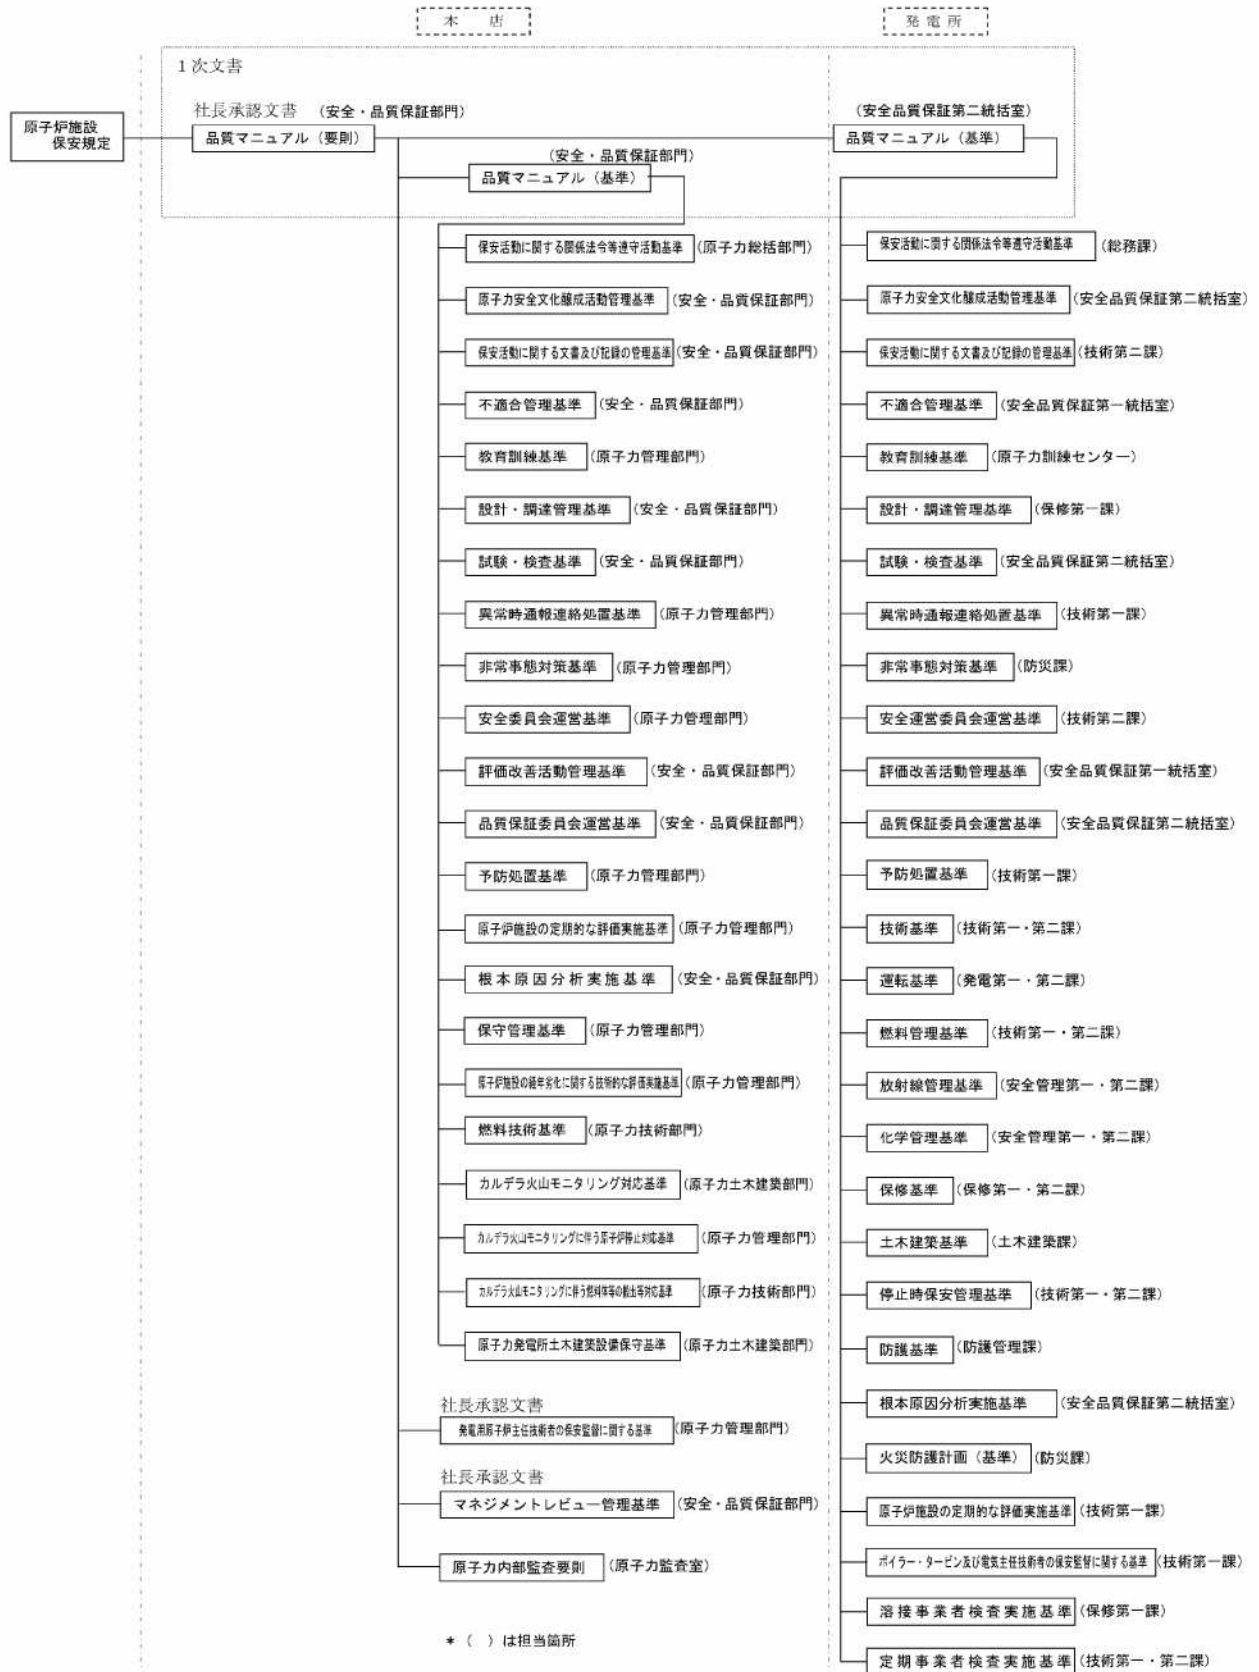 本　店
発電所
1次文書
原子炉施設
保安規定
社長承認文書 (安全・品質保証部門)
品質マニュアル（要則）
(安全・品質保証部門)
品質マニュアル（基準）
(安全品質保証第二統括室)
品質マニュアル（基準）
保安活動に関する関係法令等遵守活動基準 (原子力総括部門)
原子力安全文化醸成活動管理基準 (安全・品質保証部門)
保安活動に関する文書及び記録の管理基準 (安全・品質保証部門)
不適合管理基準 (安全・品質保証部門)
教育訓練基準 (原子力管理部門)
設計・調達管理基準 (安全・品質保証部門)
試験・検査基準 (安全・品質保証部門)
異常時通報連絡処置基準 (原子力管理部門)
非常事態対策基準 (原子力管理部門)
安全委員会運営基準 (原子力管理部門)
評価改善活動管理基準 (安全・品質保証部門)
品質保証委員会運営基準 (安全・品質保証部門)
予防処置基準 (原子力管理部門)
原子炉施設の定期的な評価実施基準 (原子力管理部門)
根本原因分析実施基準 (安全・品質保証部門)
保守管理基準 (原子力管理部門)
原子炉施設の経年劣化に関する技術的な評価実施基準 (原子力管理部門)
燃料技術基準 (原子力技術部門)
カルデラ火山モニタリング対応基準 (原子力土木建築部門)
カルデラ火山モニタリングに伴う原子炉停止対応基準 (原子力管理部門)
カルデラ火山モニタリングに伴う燃料体等の搬出等対応基準 (原子力技術部門)
原子力発電所土木建築設備保守基準 (原子力土木建築部門)
社長承認文書
発電用原子炉主任技術者の保安監督に関する基準 (原子力管理部門)
社長承認文書
マネジメントレビュー管理基準 (安全・品質保証部門)
原子力内部監査要則 (原子力監査室)
＊（　）は担当箇所
保安活動に関する関係法令等遵守活動基準 (総務課)
原子力安全文化醸成活動管理基準 (安全品質保証第二統括室)
保安活動に関する文書及び記録の管理基準 (技術第二課)
不適合管理基準 (安全品質保証第一統括室)
教育訓練基準 (原子力訓練センター)
設計・調達管理基準 (保修第一課)
試験・検査基準 (安全品質保証第二統括室)
異常時通報連絡処置基準 (技術第一課)
非常事態対策基準 (防災課)
安全運営委員会運営基準 (技術第二課)
評価改善活動管理基準 (安全品質保証第一統括室)
品質保証委員会運営基準 (安全品質保証第二統括室)
予防処置基準 (技術第一課)
技術基準 (技術第一・第二課)
運転基準 (発電第一・第二課)
燃料管理基準 (技術第一・第二課)
放射線管理基準 (安全管理第一・第二課)
化学管理基準 (安全管理第一・第二課)
保修基準 (保修第一・第二課)
土木建築基準 (土木建築課)
停止時保安管理基準 (技術第一・第二課)
防護基準 (防護管理課)
根本原因分析実施基準 (安全品質保証第二統括室)
火災防護計画（基準） (防災課)
原子炉施設の定期的な評価実施基準 (技術第一課)
ボイラー・タービン及び電気主任技術者の保安監督に関する基準 (技術第一課)
溶接事業者検査実施基準 (保修第一課)
定期事業者検査実施基準 (技術第一・第二課)